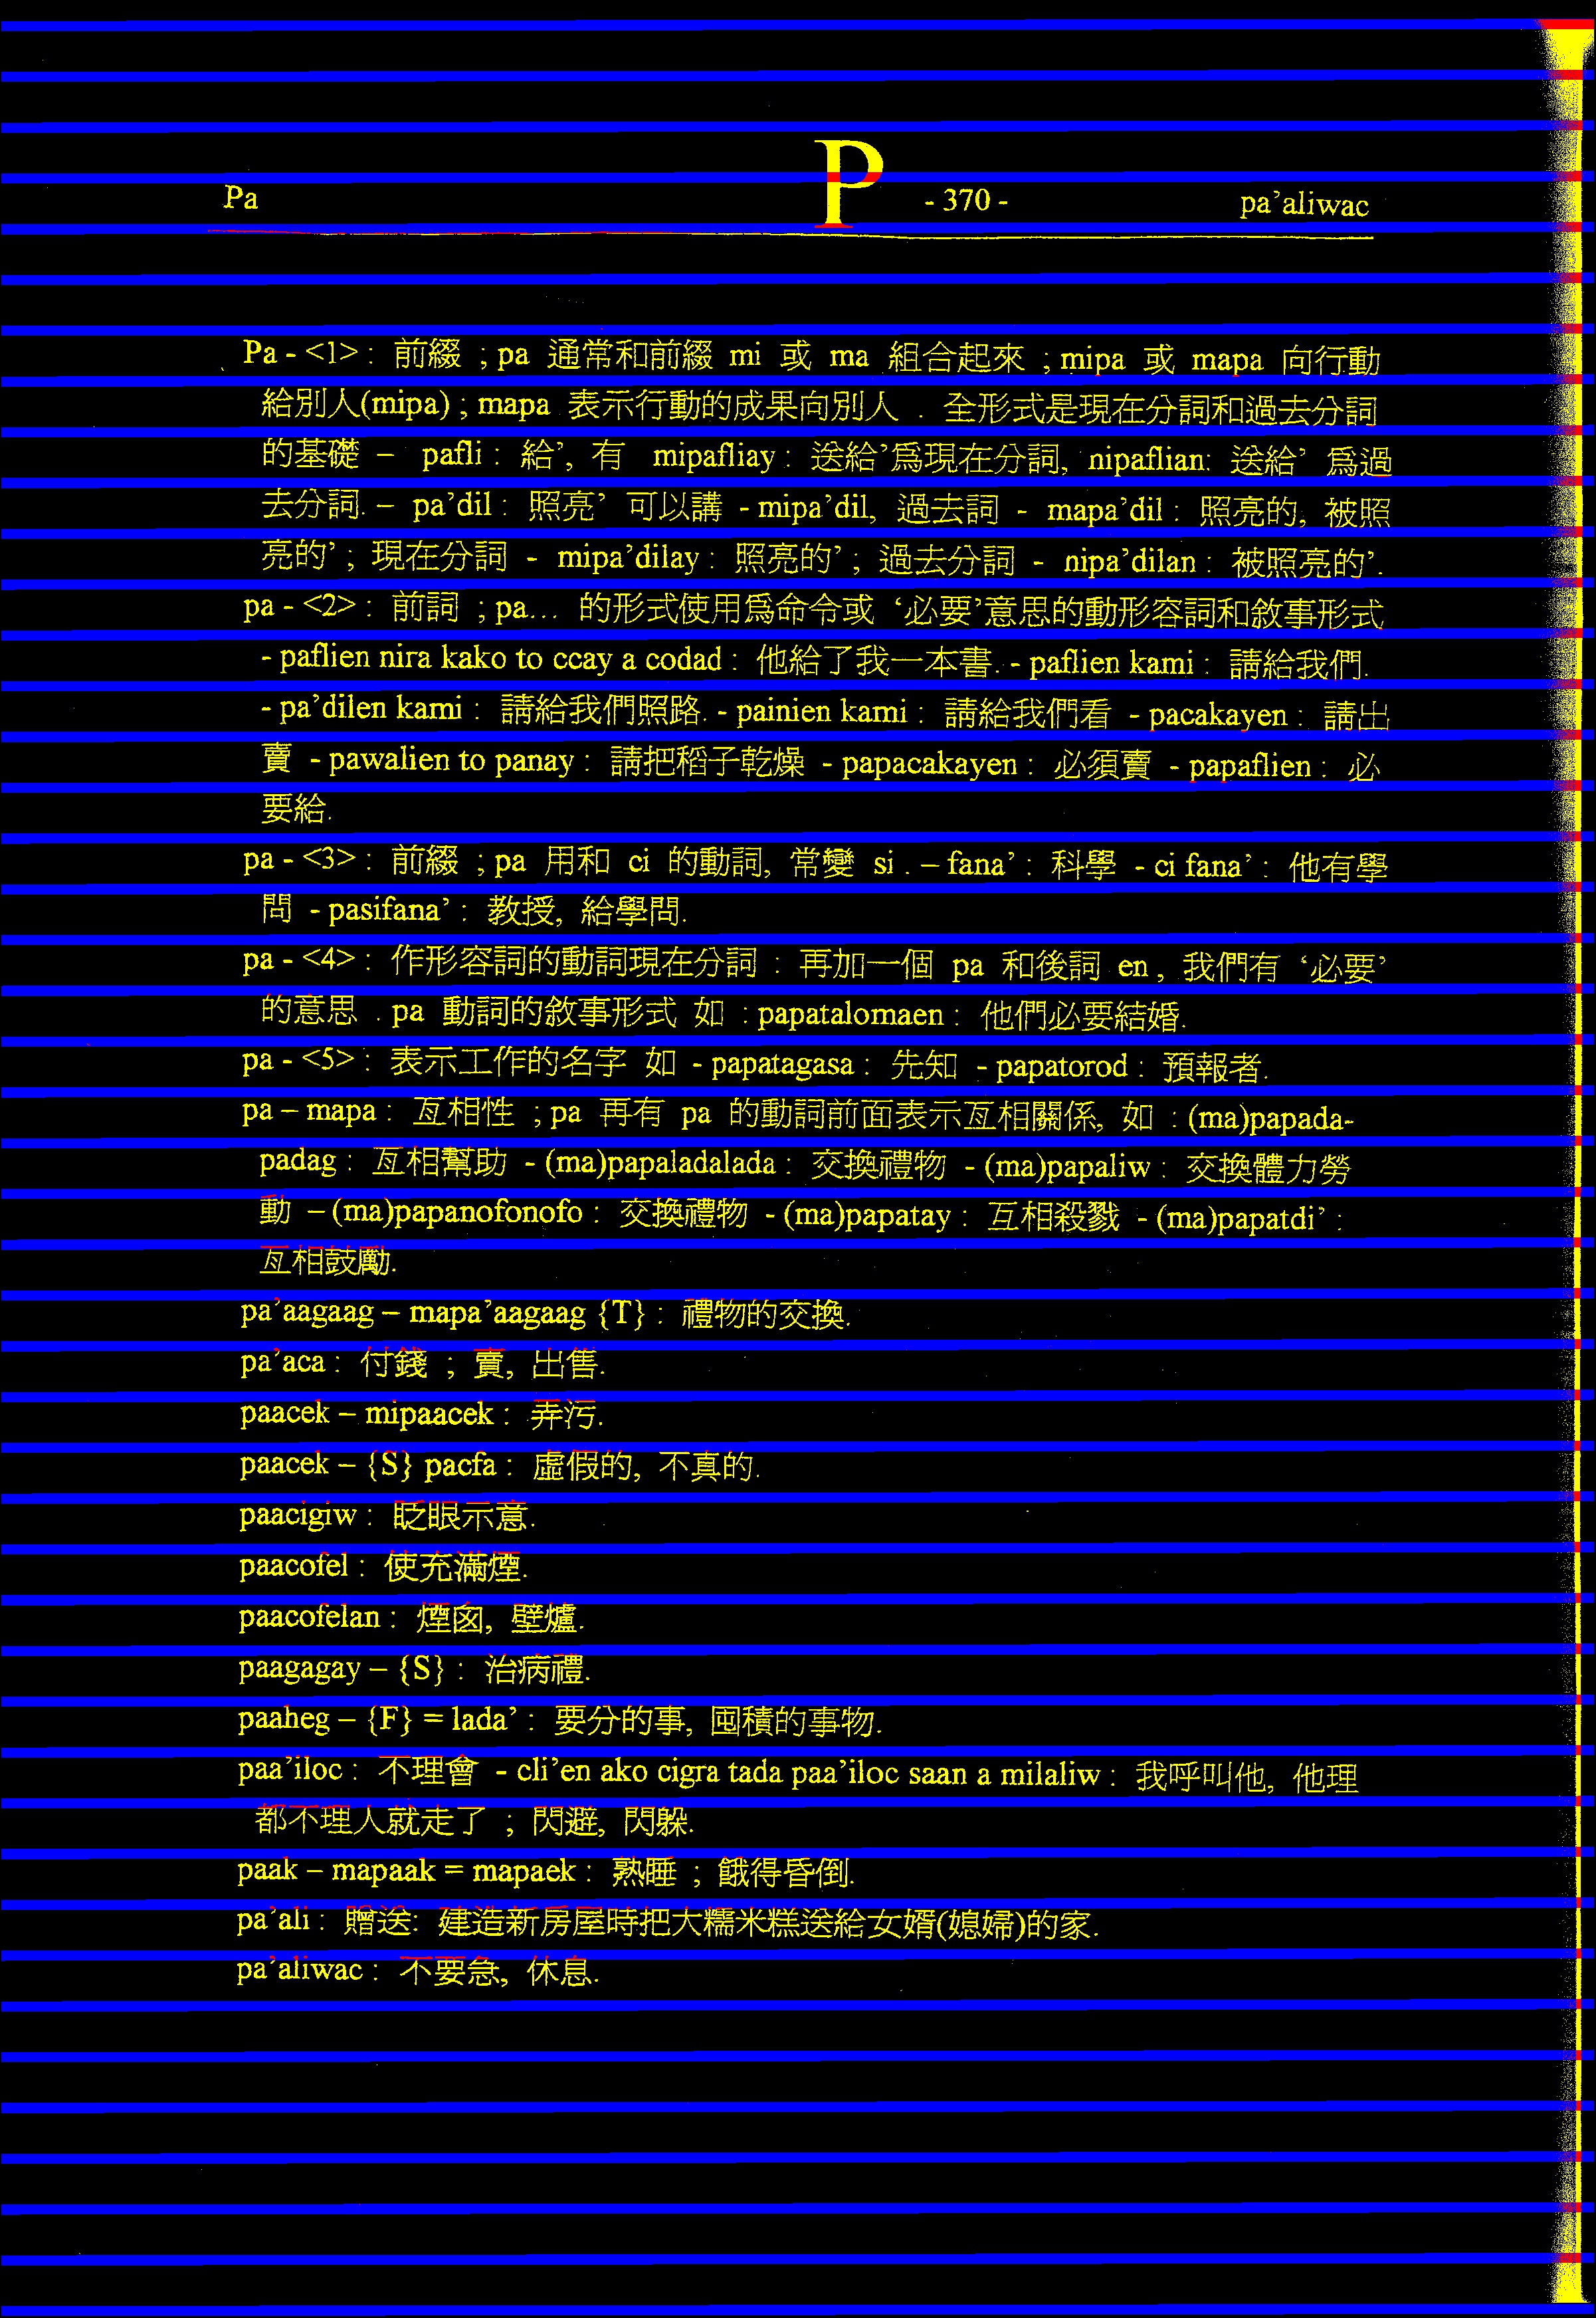 Pa P - 370 - pa’aliwac
Pa - <1> : 前綴 ; pa 通常和前綴 mi 或 ma 組合起來 ; mipa 或 mapa 向行動
給別人(mipa) ; mapa 表示行動的成果向別人 . 全形式是現在分詞和過去分詞
的基礎 – pafli : 給’, 有 mipafliay : 送給’爲現在分詞, nipaflian: 送給’ 爲過
去分詞. – pa’dil : 照亮’ 可以講 - mipa’dil, 過去詞 - mapa’dil : 照亮的, 被照
亮的’ ; 現在分詞 - mipa’dilay : 照亮的’ ; 過去分詞 - nipa’dilan : 被照亮的’.
pa - <2> : 前詞 ; pa... 的形式使用爲命令或 ‘必要’意思的動形容詞和敘事形式
- paflien nira kako to ccay a codad : 他給了我一本書. - paflien kami : 請給我們.
- pa’dilen kami : 請給我們照路. - painien kami : 請給我們看 - pacakayen : 請出
賣 - pawalien to panay : 請把稻子乾燥 - papacakayen : 必須賣 - papaflien : 必
要給.
pa - <3> : 前綴 ; pa 用和 ci 的動詞, 常變 si . – fana’ : 科學 - ci fana’ : 他有學
問 - pasifana’ : 教授, 給學問.
pa - <4> : 作形容詞的動詞現在分詞 : 再加一個 pa 和後詞 en , 我們有 ‘必要’
的意思 . pa 動詞的敘事形式 如 : papatalomaen : 他們必要結婚.
pa - <5> : 表示工作的名字 如 - papatagasa : 先知 - papatorod : 預報者.
pa – mapa : 互相性 ; pa 再有 pa 的動詞前面表示互相關係, 如 : (ma)papada-
padag : 互相幫助 - (ma)papaladalada : 交換禮物 - (ma)papaliw : 交換體力勞
動 – (ma)papanofonofo : 交換禮物 - (ma)papatay : 互相殺戮 - (ma)papatdi’ :
互相鼓勵.
pa’aagaag – mapa’aagaag {T} : 禮物的交換.
pa’aca : 付錢 ; 賣, 出售.
paacek – mipaacek : 弄污.
paacek – {S} pacfa : 虛假的, 不真的.
paacigiw : 眨眼示意.
paacofel : 使充滿煙.
paacofelan : 煙囪, 壁爐.
paagagay – {S} : 治病禮.
paaheg – {F} = lada’ : 要分的事, 囤積的事物.
paa’iloc : 不理會 - cli’en ako cigra tada paa’iloc saan a milaliw : 我呼叫他, 他理
都不理人就走了 ; 閃避, 閃躲.
paak – mapaak = mapaek : 熟睡 ; 餓得昏倒.
pa’ali : 贈送: 建造新房屋時把大糯米糕送給女婿(媳婦)的家.
pa’aliwac : 不要急, 休息.